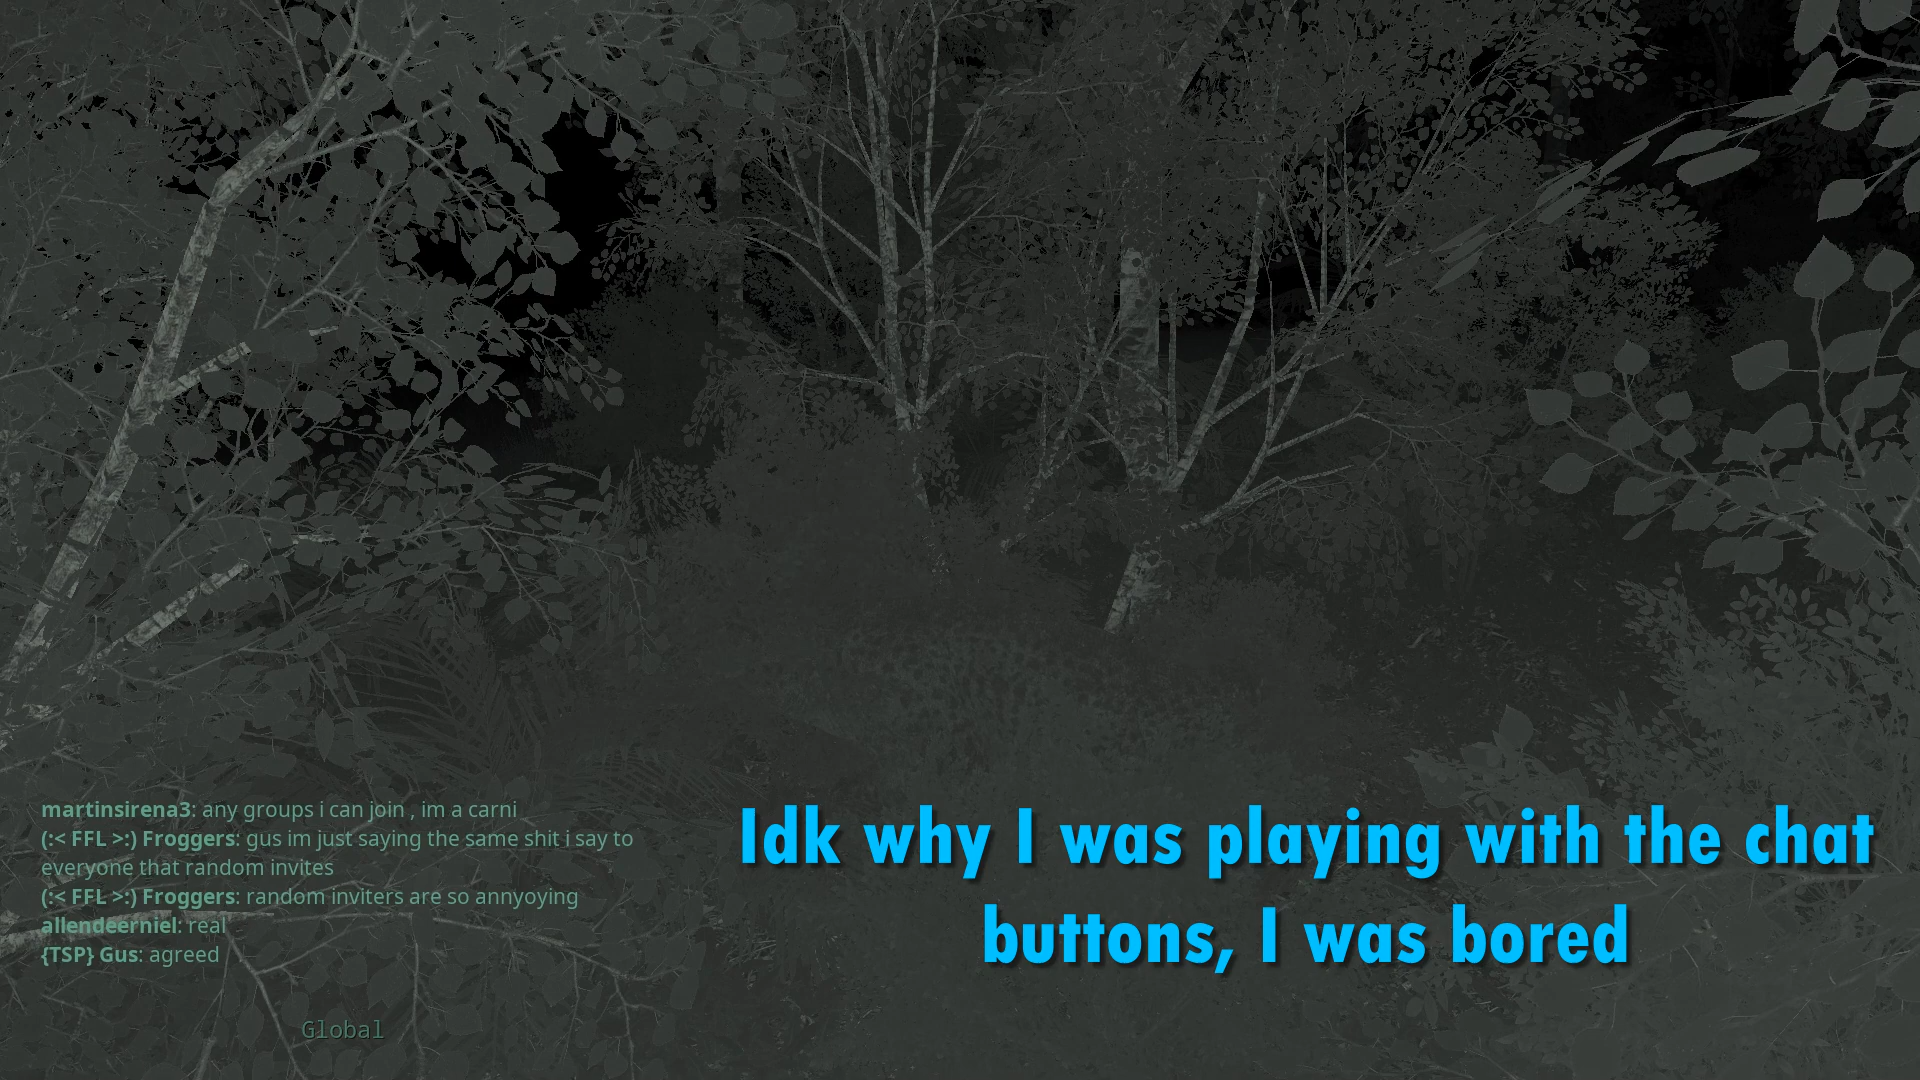 martinsirena3: any groups i can join , im a carni
(:< FFL >:) Froggers: gus im just saying the same shit i say to
everyone that random invites
(:< FFL >:) Froggers: random inviters are so annyoying
allendeerniel: real
{TSP} Gus: agreed
Global
Idk why I was playing with the chat
buttons, I was bored